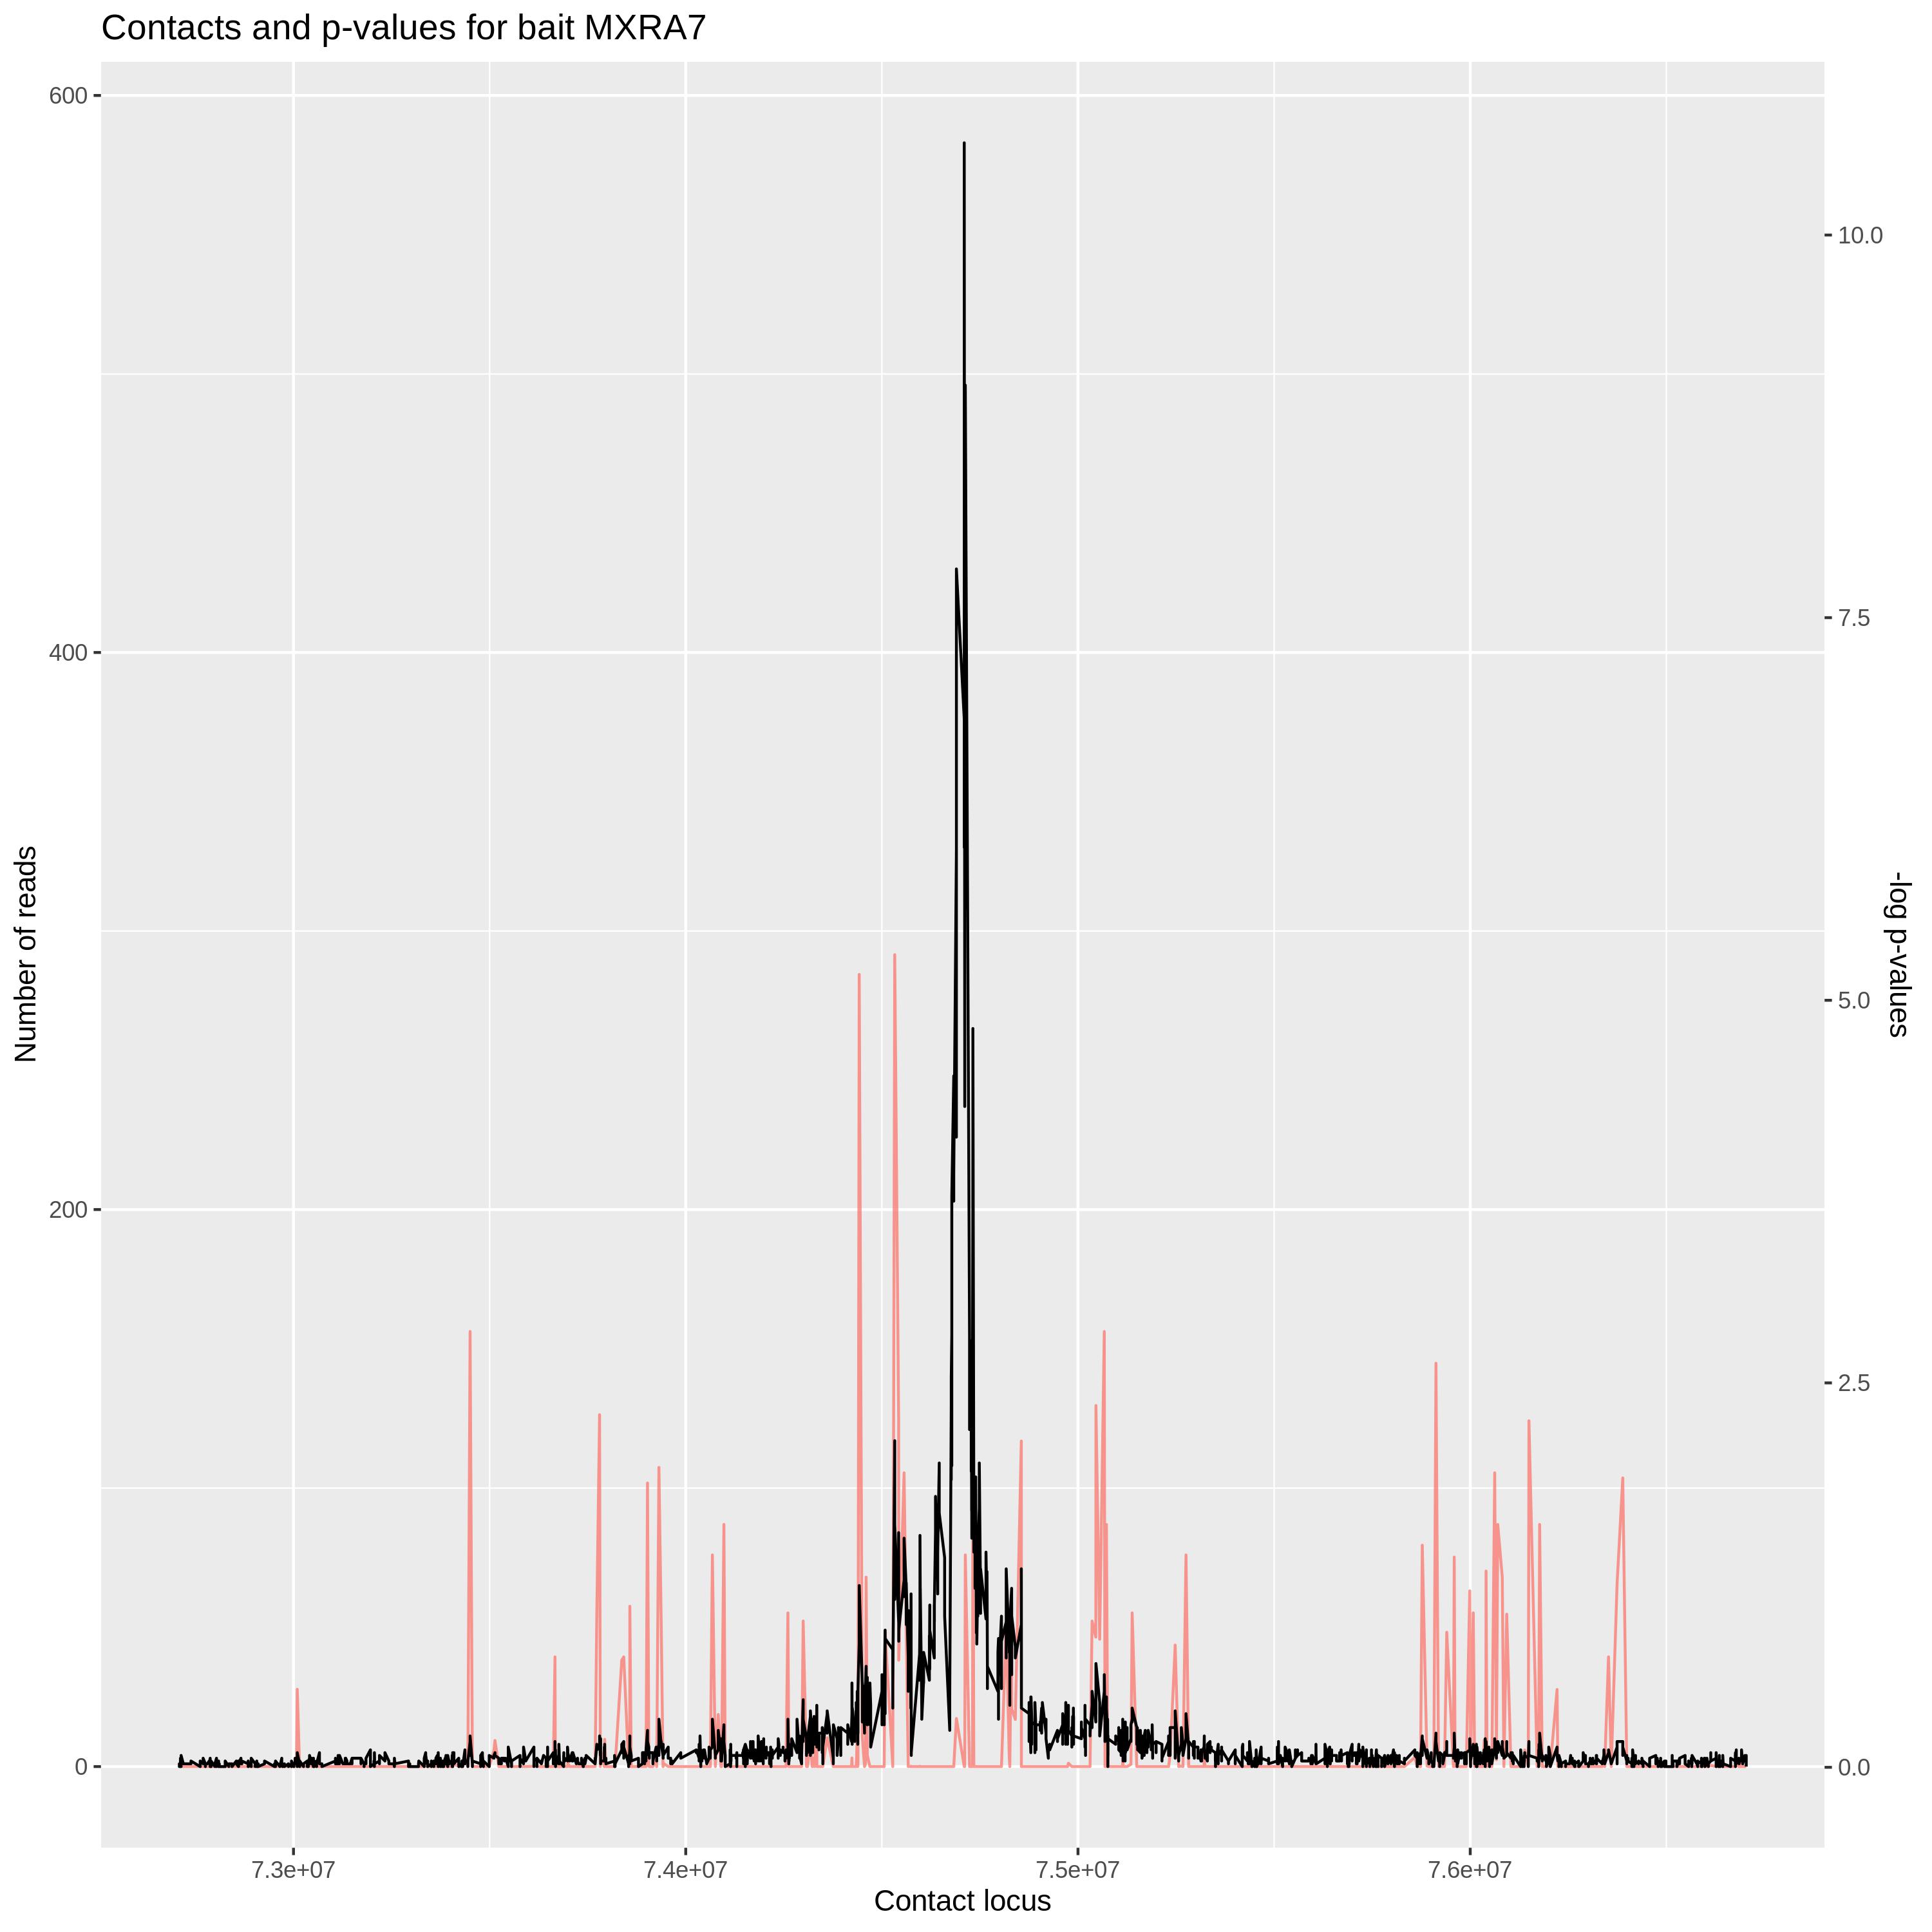 Contacts and p-values for bait MXRA7
600
400
200
0
10.0
7.5
5.0
2.5
0.0
Number of reads
-log p-values
7.3e+07
7.4e+07
7.5e+07
7.6e+07
Contact locus